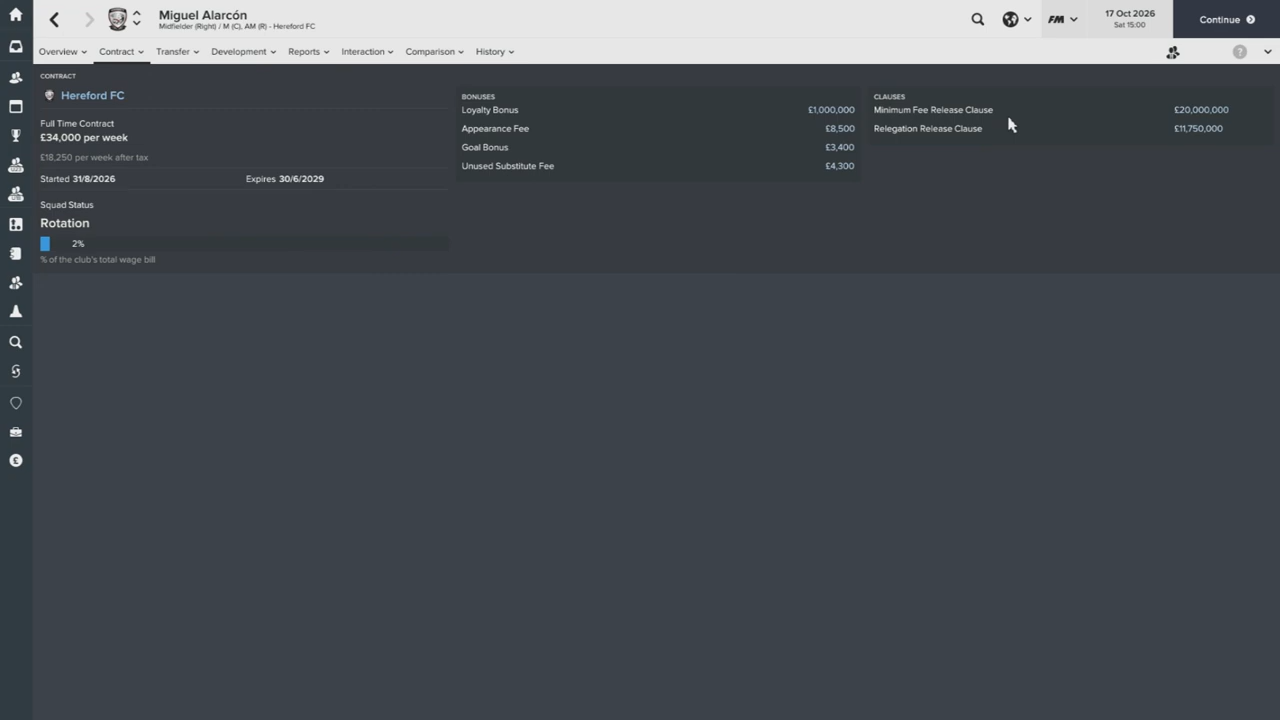 Miguel Alarcón
Midfielder (Right) / M (C), AM (R) - Hereford FC
FM
17 Oct 2026
Sat 15:00
Continue
Overview
Contract
Transfer
Development
Reports
Interaction
Comparison
History
?
CONTRACT
Hereford FC
Full Time Contract
£34,000 per week
£18,250 per week after tax
Started 31/8/2026 Expires 30/6/2029
Squad Status
Rotation
2%
% of the club's total wage bill
BONUSES
Loyalty Bonus £1,000,000
Appearance Fee £8,500
Goal Bonus £3,400
Unused Substitute Fee £4,300
CLAUSES
Minimum Fee Release Clause £20,000,000
Relegation Release Clause £11,750,000